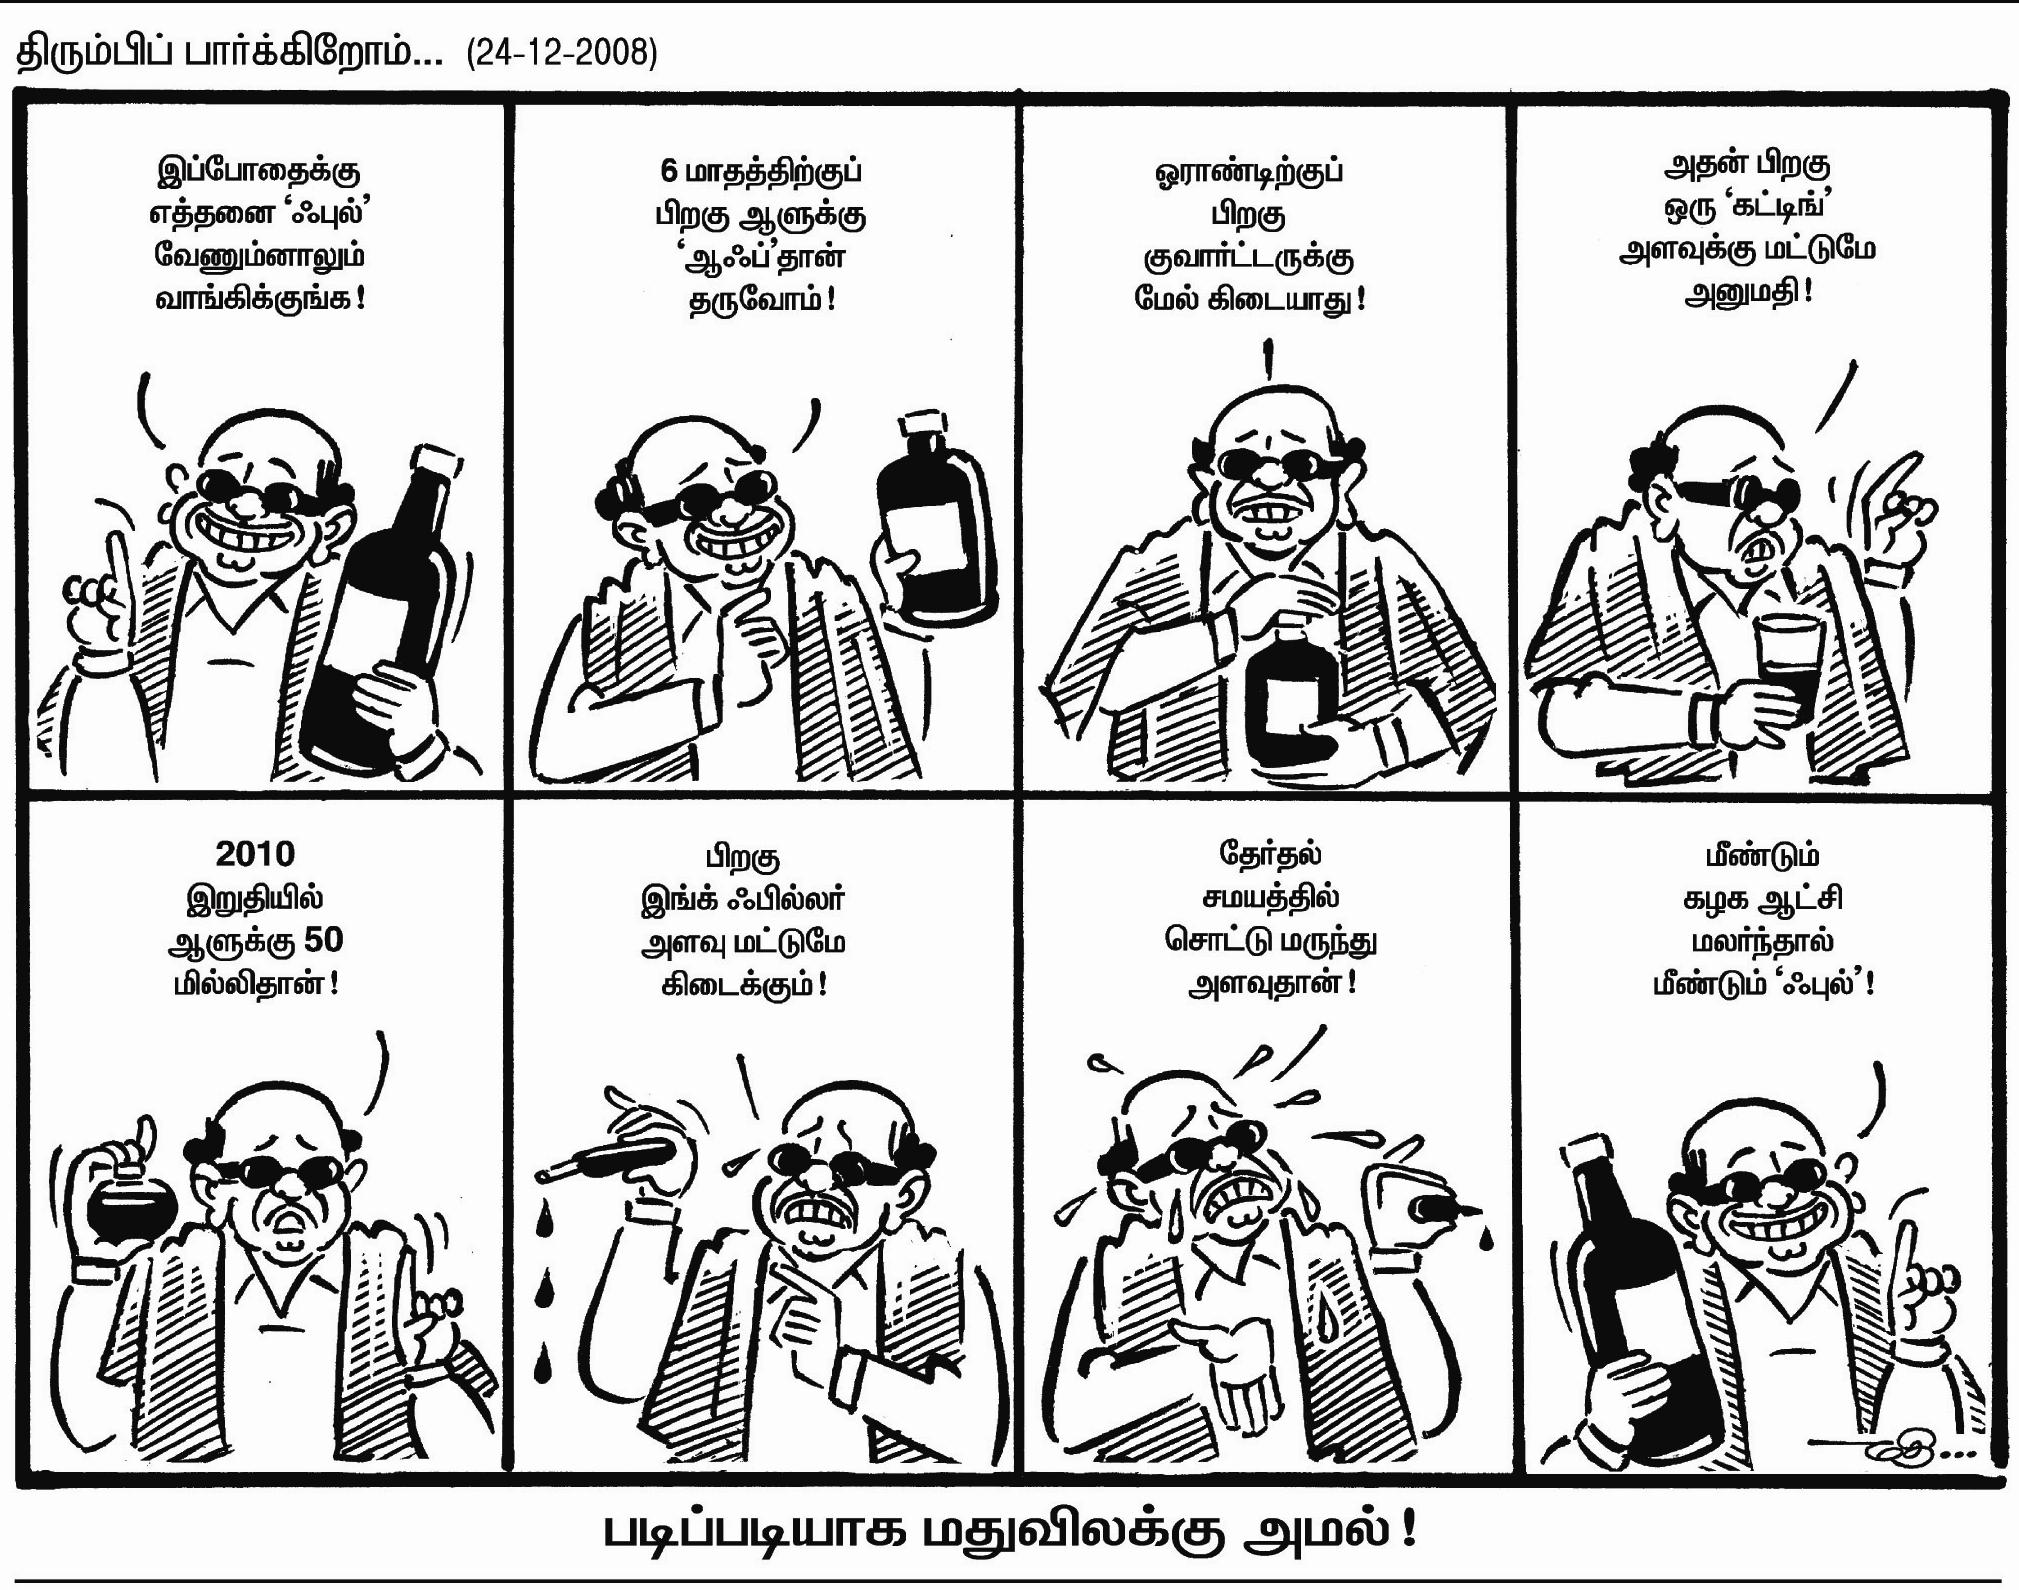 திரும்பிப் பார்க்கிறோம்... (24-12-2008)
இப்போதைக்கு
எத்தனை ‘ஃபுல்’
வேணும்னாலும்
வாங்கிக்குங்க!
6 மாதத்திற்குப்
பிறகு ஆளுக்கு
‘ஆஃப்’தான்
தருவோம்!
ஓராண்டிற்குப்
பிறகு
குவார்ட்டருக்கு
மேல் கிடையாது!
அதன் பிறகு
ஒரு ‘கட்டிங்’
அளவுக்கு மட்டுமே
அனுமதி!
2010
இறுதியில்
ஆளுக்கு 50
மில்லிதான்!
பிறகு
இங்க் ஃபில்லர்
அளவு மட்டுமே
கிடைக்கும்!
தேர்தல்
சமயத்தில்
சொட்டு மருந்து
அளவுதான்!
மீண்டும்
கழக ஆட்சி
மலர்ந்தால்
மீண்டும் ‘ஃபுல்’!
படிப்படியாக மதுவிலக்கு அமல்!